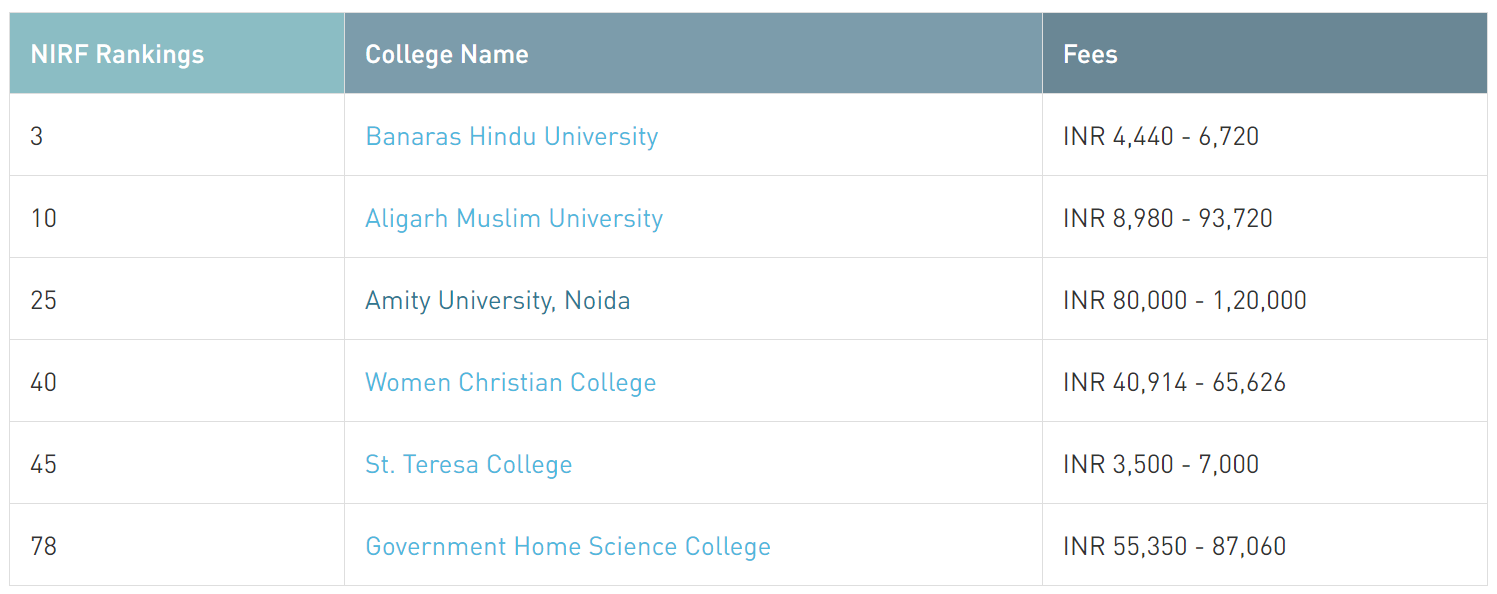 NIRF Rankings College Name Fees
3 Banaras Hindu University INR 4,440 - 6,720
10 Aligarh Muslim University INR 8,980 - 93,720
25 Amity University, Noida INR 80,000 - 1,20,000
40 Women Christian College INR 40,914 - 65,626
45 St. Teresa College INR 3,500 - 7,000
78 Government Home Science College INR 55,350 - 87,060